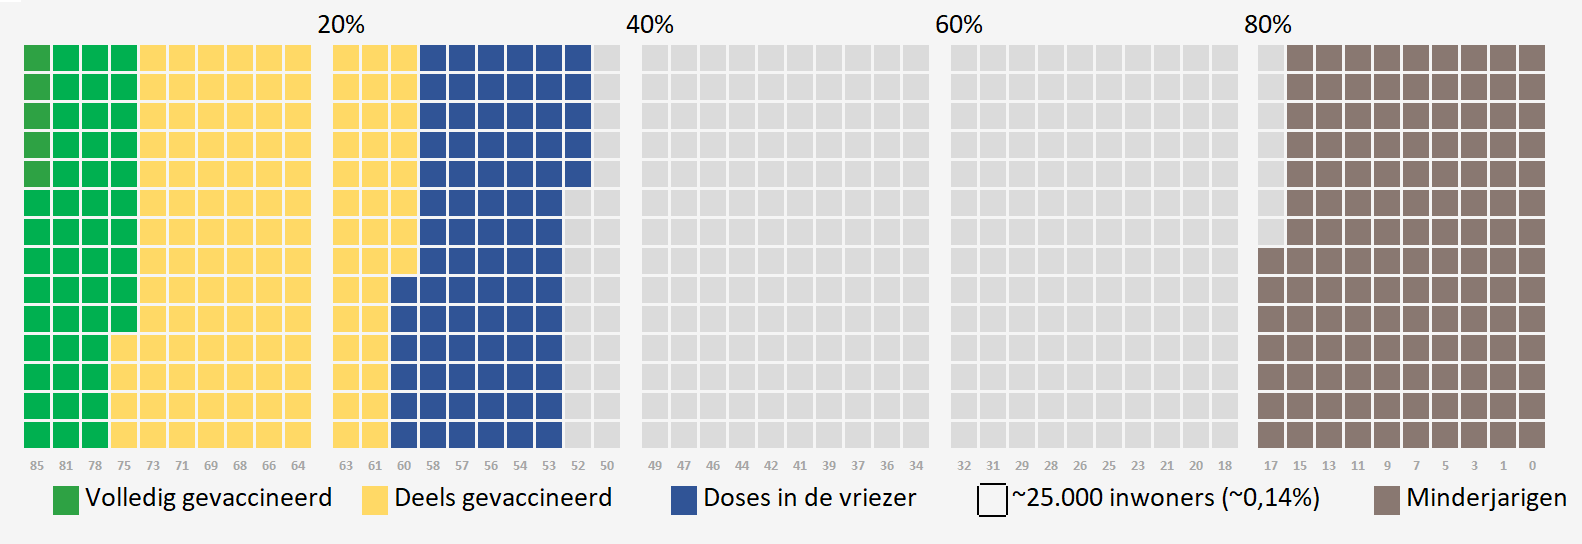 20% 40% 60% 80%
85 81 78 75 73 71 69 68 66 64 63 61 60 58 57 56 54 53 52 50 49 47 46 44 42 41 39 37 36 34 32 31 29 28 26 25 23 21 20 18 17 15 13 11 9 7 5 3 1 0
Volledig gevaccineerd Deels gevaccineerd Doses in de vriezer ~25.000 inwoners (~0,14%) Minderjarigen